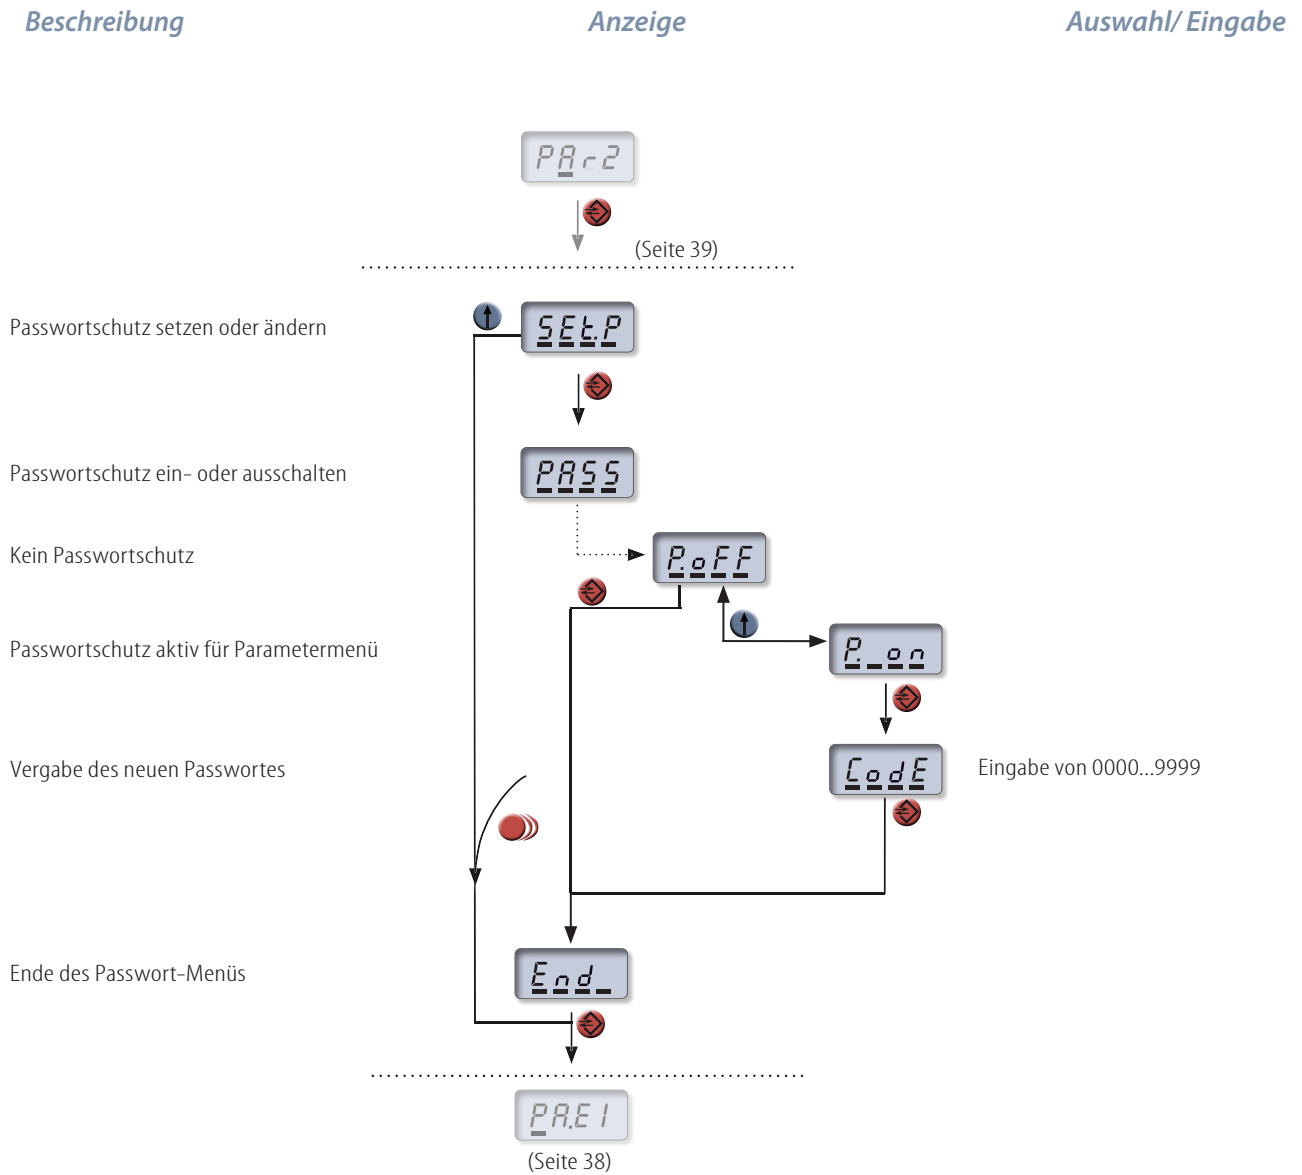 Beschreibung Anzeige Auswahl/ Eingabe
PAr2
(Seite 39)
Passwortschutz setzen oder ändern SEt.P
Passwortschutz ein- oder ausschalten PASS
Kein Passwortschutz P.oFF
Passwortschutz aktiv für Parametermenü P._on
Vergabe des neuen Passwortes CodE Eingabe von 0000...9999
Ende des Passwort-Menüs End_
PA.E1
(Seite 38)